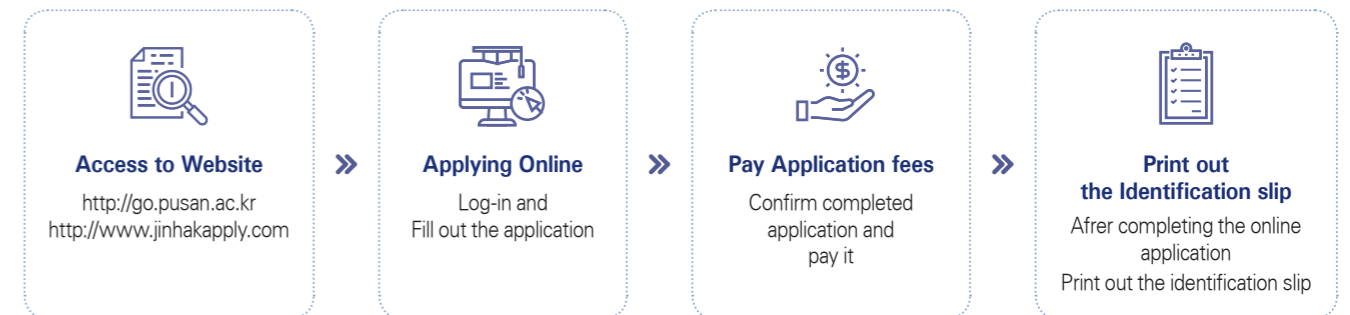 Access to Website
http://go.pusan.ac.kr
http://www.jinhakapply.com
Applying Online
Log-in and
Fill out the application
Pay Application fees
Confirm completed
application and
pay it
Print out
the Identification slip
Afrer completing the online
application
Print out the identification slip